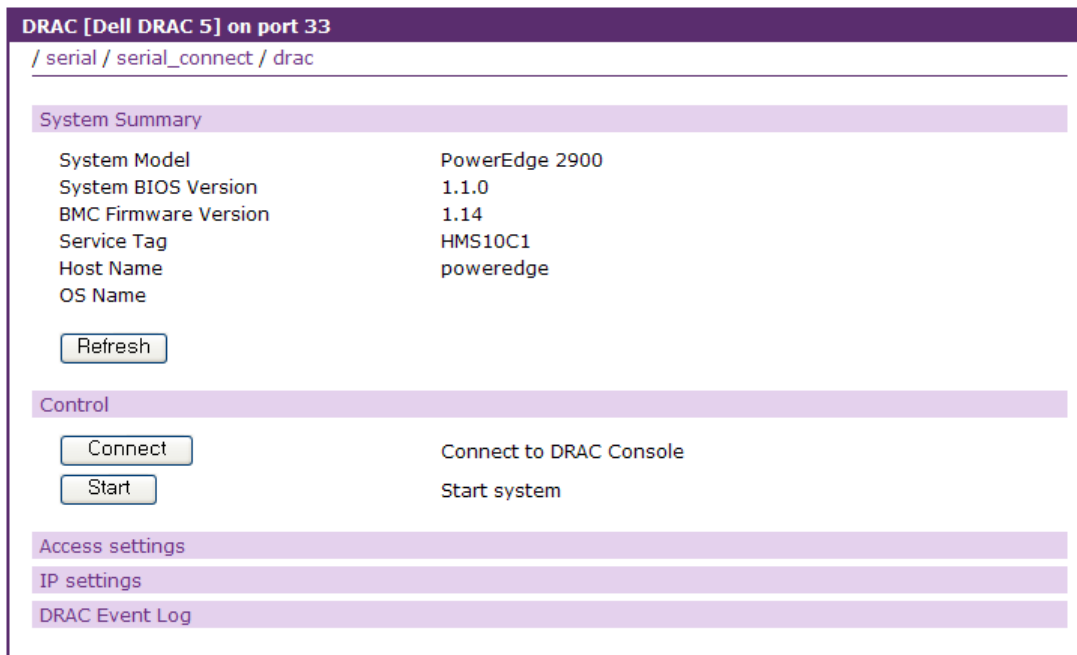 DRAC [Dell DRAC 5] on port 33
/ serial / serial_connect / drac
System Summary
System Model PowerEdge 2900
System BIOS Version 1.1.0
BMC Firmware Version 1.14
Service Tag HMS10C1
Host Name poweredge
OS Name
Refresh
Control
Connect Connect to DRAC Console
Start Start system
Access settings
IP settings
DRAC Event Log